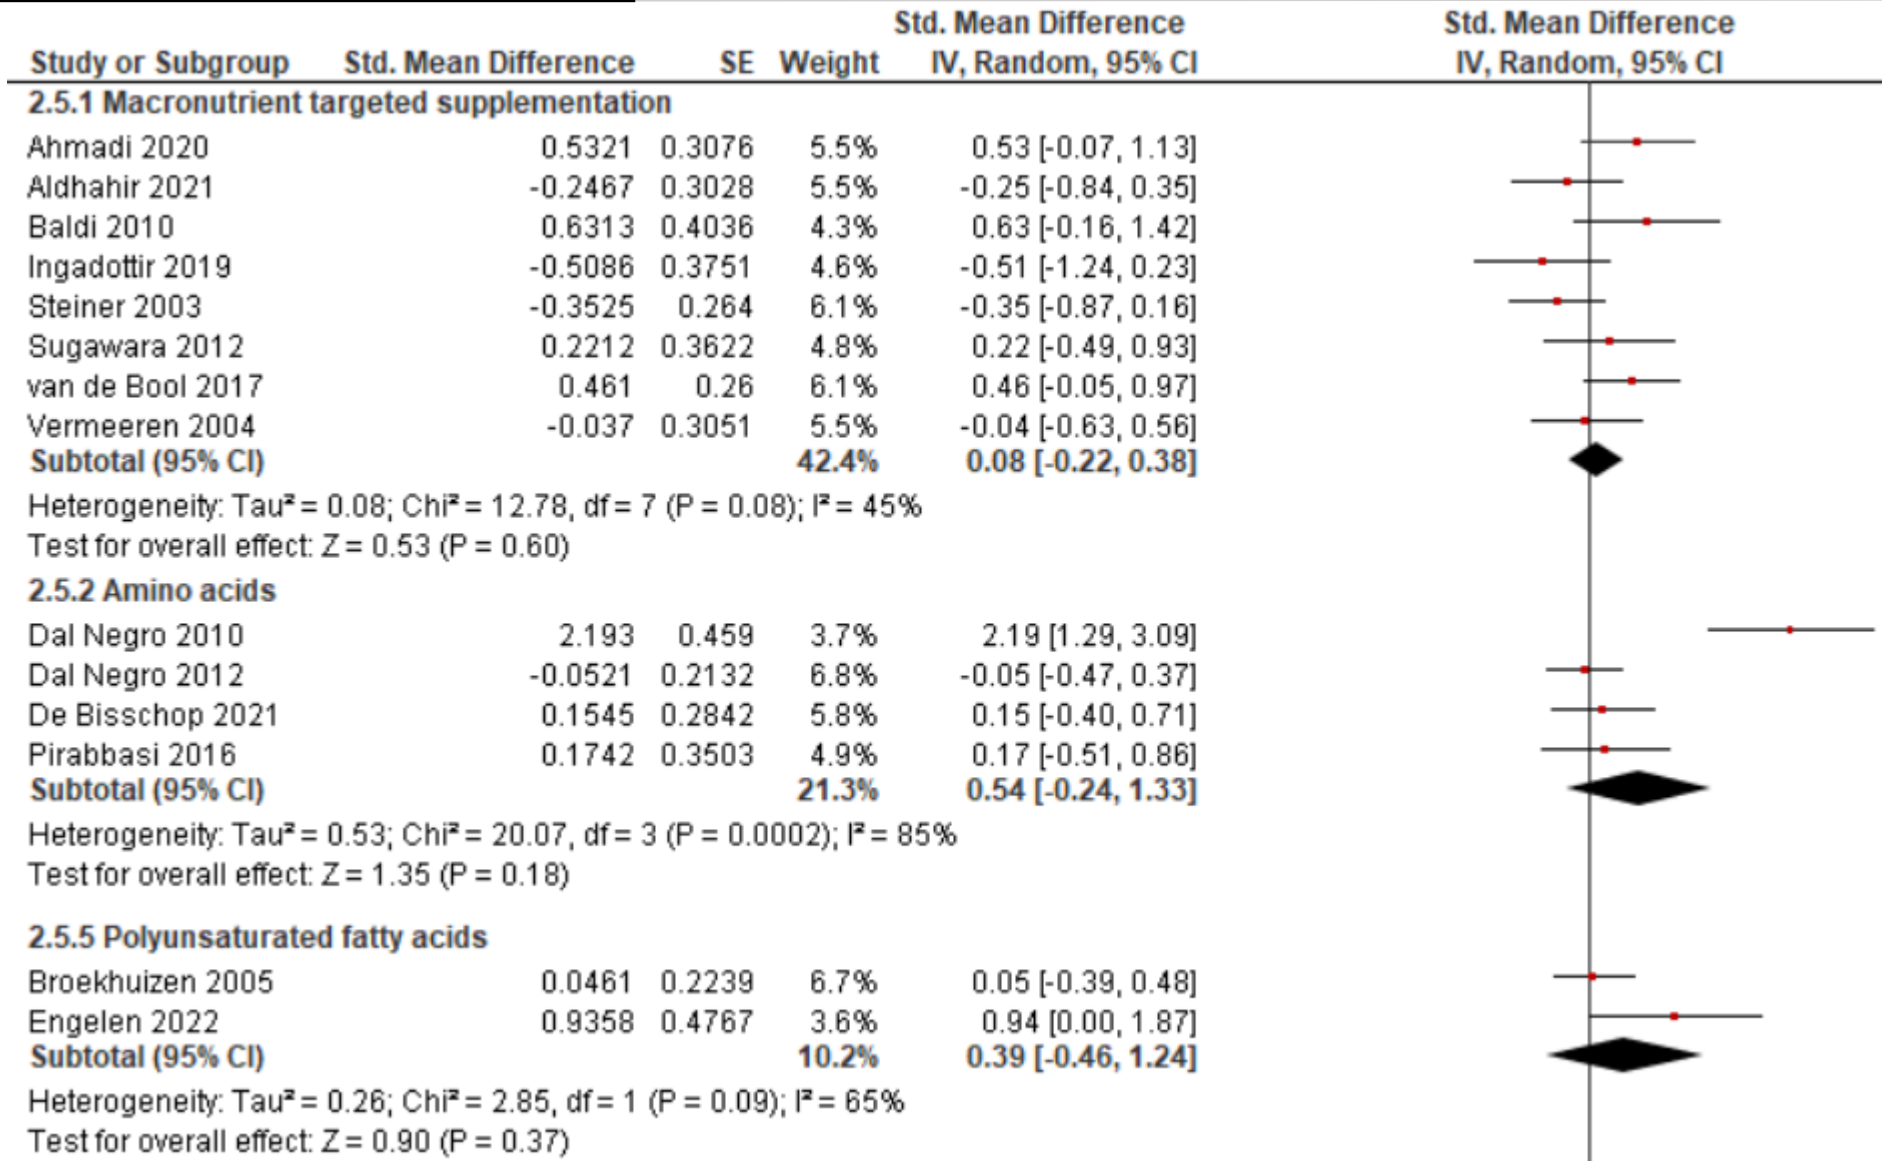 Std. Mean Difference Std. Mean Difference
Study or Subgroup Std. Mean Difference SE Weight IV, Random, 95% CI IV, Random, 95% CI
2.5.1 Macronutrient targeted supplementation
Ahmadi 2020 0.5321 0.3076 5.5% 0.53 [-0.07, 1.13]
Aldhahir 2021 -0.2467 0.3028 5.5% -0.25 [-0.84, 0.35]
Baldi 2010 0.6313 0.4036 4.3% 0.63 [-0.16, 1.42]
Ingadottir 2019 -0.5086 0.3751 4.6% -0.51 [-1.24, 0.23]
Steiner 2003 -0.3525 0.264 6.1% -0.35 [-0.87, 0.16]
Sugawara 2012 0.2212 0.3622 4.8% 0.22 [-0.49, 0.93]
van de Bool 2017 0.461 0.26 6.1% 0.46 [-0.05, 0.97]
Vermeeren 2004 -0.037 0.3051 5.5% -0.04 [-0.63, 0.56]
Subtotal (95% CI) 42.4% 0.08 [-0.22, 0.38]
Heterogeneity: Tau² = 0.08; Chi² = 12.78, df = 7 (P = 0.08); I² = 45%
Test for overall effect: Z = 0.53 (P = 0.60)
2.5.2 Amino acids
Dal Negro 2010 2.193 0.459 3.7% 2.19 [1.29, 3.09]
Dal Negro 2012 -0.0521 0.2132 6.8% -0.05 [-0.47, 0.37]
De Bisschop 2021 0.1545 0.2842 5.8% 0.15 [-0.40, 0.71]
Pirabbasi 2016 0.1742 0.3503 4.9% 0.17 [-0.51, 0.86]
Subtotal (95% CI) 21.3% 0.54 [-0.24, 1.33]
Heterogeneity: Tau² = 0.53; Chi² = 20.07, df = 3 (P = 0.0002); I² = 85%
Test for overall effect: Z = 1.35 (P = 0.18)
2.5.5 Polyunsaturated fatty acids
Broekhuizen 2005 0.0461 0.2239 6.7% 0.05 [-0.39, 0.48]
Engelen 2022 0.9358 0.4767 3.6% 0.94 [0.00, 1.87]
Subtotal (95% CI) 10.2% 0.39 [-0.46, 1.24]
Heterogeneity: Tau² = 0.26; Chi² = 2.85, df = 1 (P = 0.09); I² = 65%
Test for overall effect: Z = 0.90 (P = 0.37)